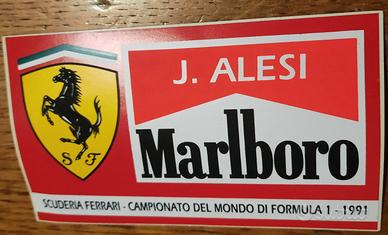 J. ALESI
Marlboro
S F
SCUDERIA FERRARI - CAMPIONATO DEL MONDO DI FORMULA 1 - 1991